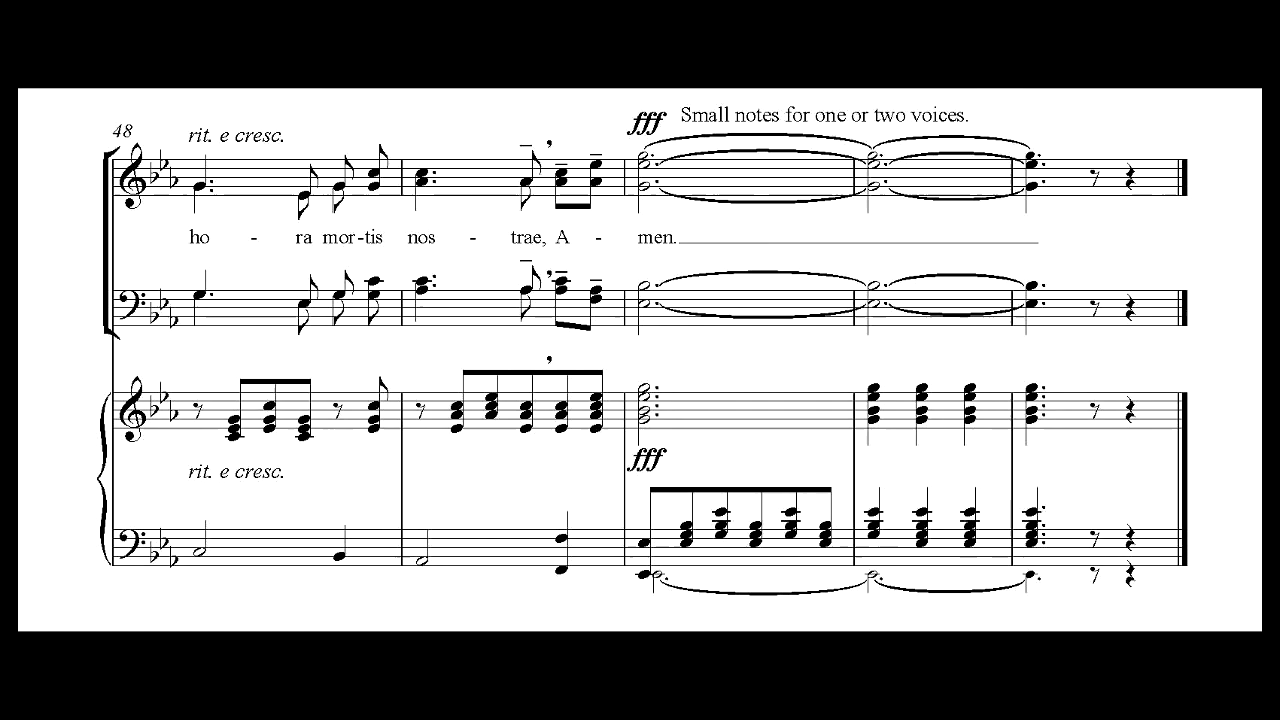 48
rit. e cresc.
fff Small notes for one or two voices.
ho - ra mor-tis nos - trae, A - men.
rit. e cresc.
fff